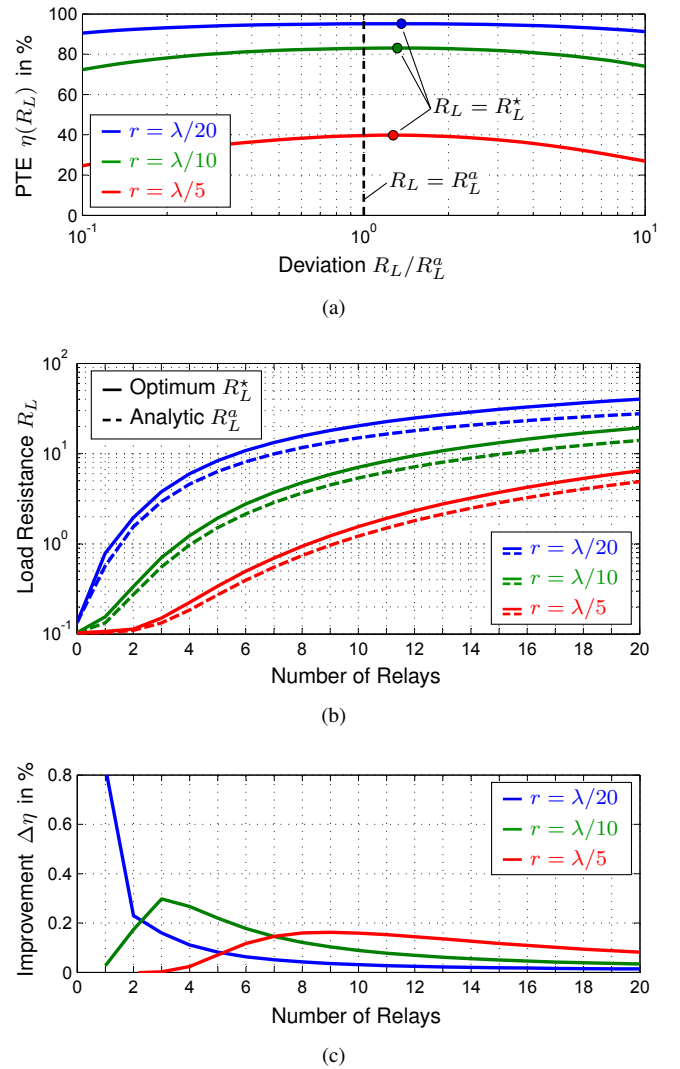 100
80
60
40
20
0
PTE η(R_L) in %
r = λ/20
r = λ/10
r = λ/5
R_L = R_L^⋆
R_L = R_L^a
10^-1
10^0
10^1
Deviation R_L/R_L^a
(a)
10^2
10^1
10^0
10^-1
Load Resistance R_L
Optimum R_L^⋆
Analytic R_L^a
r = λ/20
r = λ/10
r = λ/5
0 2 4 6 8 10 12 14 16 18 20
Number of Relays
(b)
0.8
0.6
0.4
0.2
0
Improvement Δη in %
r = λ/20
r = λ/10
r = λ/5
0 2 4 6 8 10 12 14 16 18 20
Number of Relays
(c)